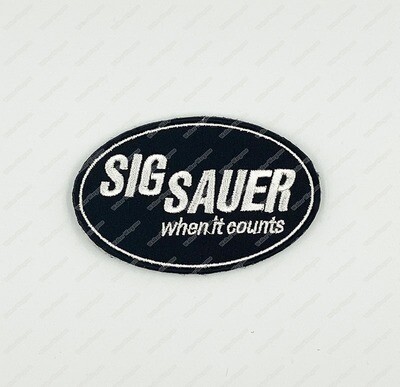 SIG SAUER
when it counts